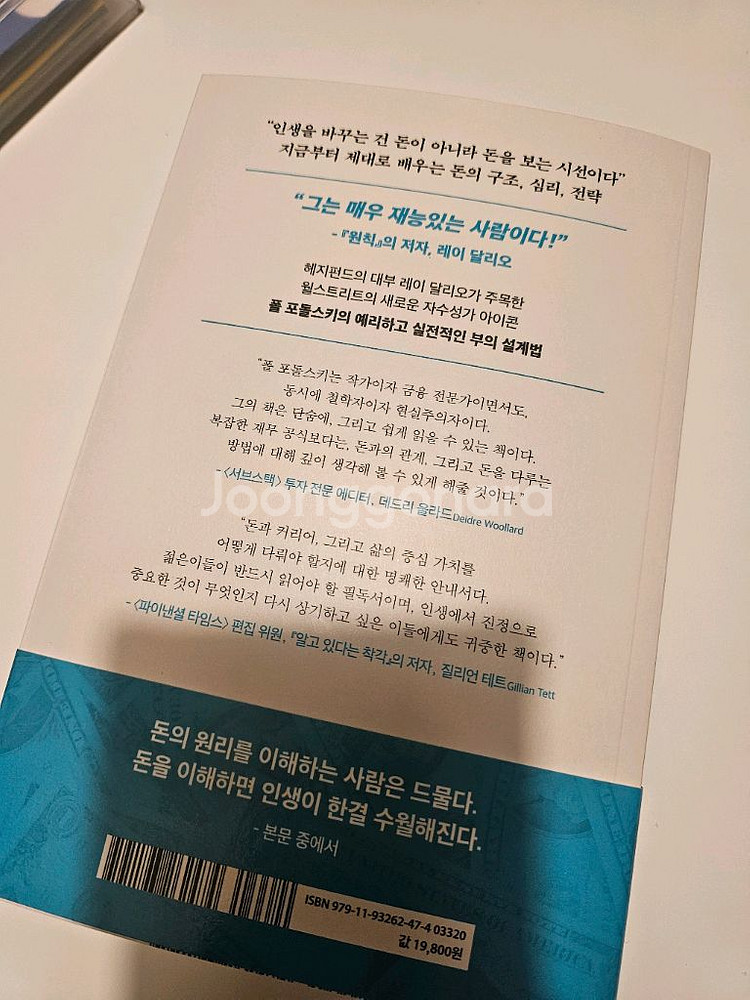 “인생을 바꾸는 건 돈이 아니라 돈을 보는 시선이다”
지금부터 제대로 배우는 돈의 구조, 심리, 전략
“그는 매우 재능있는 사람이다!”
- 『원칙』의 저자, 레이 달리오
헤지펀드의 대부 레이 달리오가 주목한
월스트리트의 새로운 자수성가 아이콘
폴 포돌스키의 예리하고 실전적인 부의 설계법
“폴 포돌스키는 작가이자 금융 전문가이면서도,
동시에 철학자이자 현실주의자이다.
그의 책은 단숨에, 그리고 쉽게 읽을 수 있는 책이다.
복잡한 재무 공식보다는, 돈과의 관계, 그리고 돈을 다루는
방법에 대해 깊이 생각해 볼 수 있게 해줄 것이다.”
- 〈서브스택〉 투자 전문 에디터, 데드리 울라드 Deidre Woollard
Joonggonara
“돈과 커리어, 그리고 삶의 중심 가치를
어떻게 다뤄야 할지에 대한 명쾌한 안내서다.
젊은이들이 반드시 읽어야 할 필독서이며, 인생에서 진정으로
중요한 것이 무엇인지 다시 상기하고 싶은 이들에게도 귀중한 책이다.”
- 〈파이낸셜 타임스〉 편집 위원, 『알고 있다는 착각』의 저자, 질리언 테트 Gillian Tett
돈의 원리를 이해하는 사람은 드물다.
돈을 이해하면 인생이 한결 수월해진다.
- 본문 중에서
ISBN 979-11-93262-47-4 03320
값 19,800원